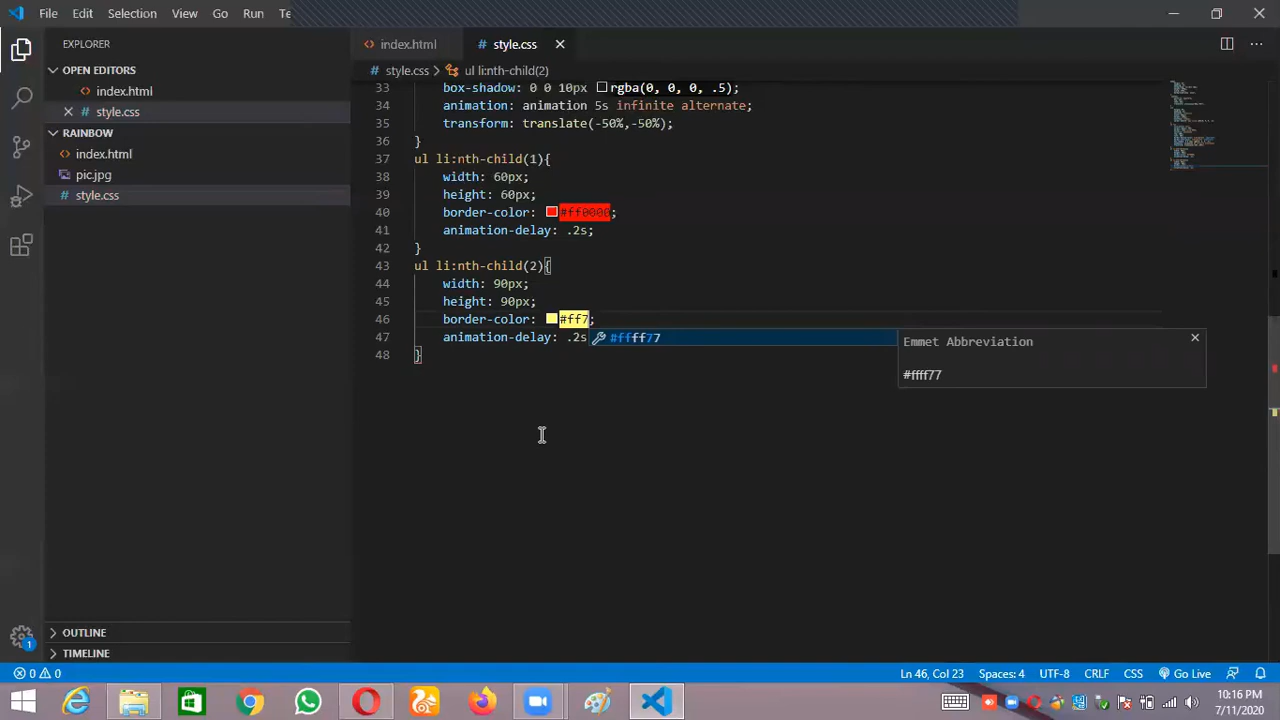 File Edit Selection View Go Run Te
EXPLORER
index.html
style.css
OPEN EDITORS
style.css
ul li:nth-child(2)
index.html
style.css
RAINBOW
index.html
pic.jpg
style.css
33 box-shadow: 0 0 10px rgba(0, 0, 0, .5);
34 animation: animation 5s infinite alternate;
35 transform: translate(-50%,-50%);
36 }
37 ul li:nth-child(1){
38 width: 60px;
39 height: 60px;
40 border-color: #ff0000;
41 animation-delay: .2s;
42 }
43 ul li:nth-child(2){
44 width: 90px;
45 height: 90px;
46 border-color: #ff7;
47 animation-delay: .2s
48 }
#ffff77
Emmet Abbreviation
#ffff77
OUTLINE
TIMELINE
1
0 0
Ln 46, Col 23
Spaces: 4
UTF-8
CRLF
CSS
Go Live
10:16 PM
7/11/2020